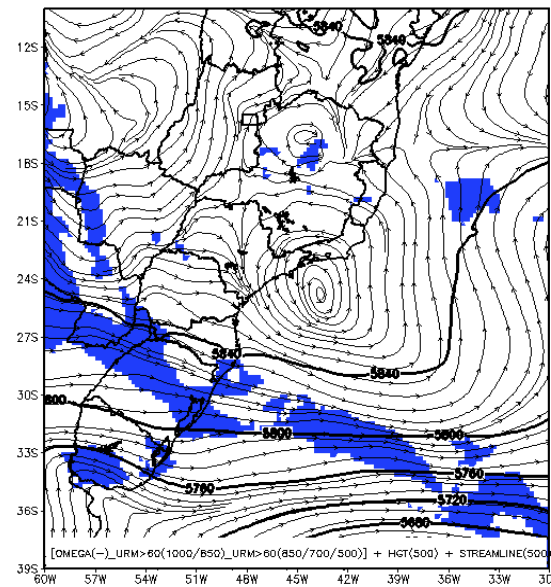 12S
15S
18S
21S
24S
27S
30S
33S
36S
39S
5840
5840
5840
5840
5800
5800
5760
5760
5720
[OMEGA(-)_URM>60(1000/850)_URM>60(850/700/500)] + HGT(500) + STREAMLINE(500
60W 57W 54W 51W 48W 45W 42W 39W 36W 33W